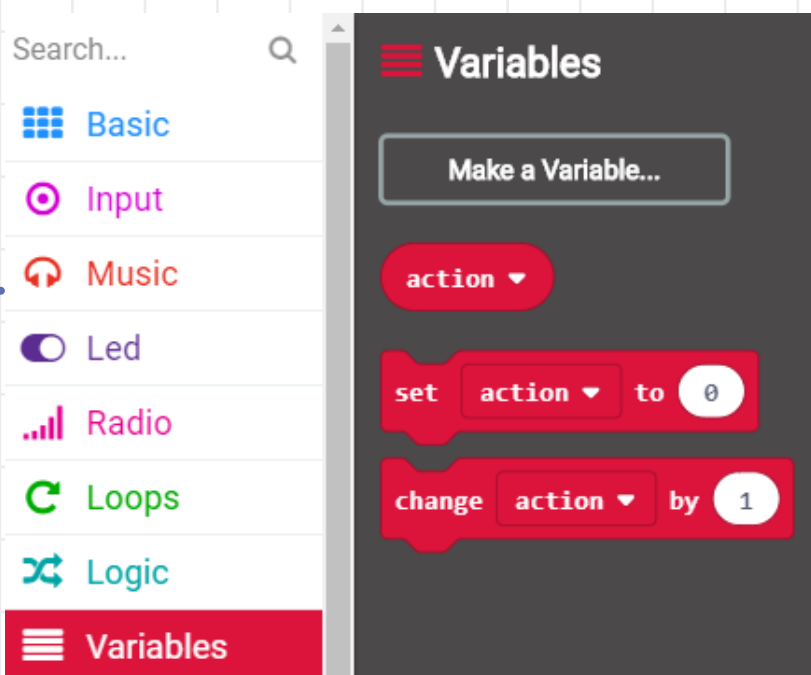 Search...
Basic
Input
Music
Led
Radio
Loops
Logic
Variables
Variables
Make a Variable...
action
set action to 0
change action by 1